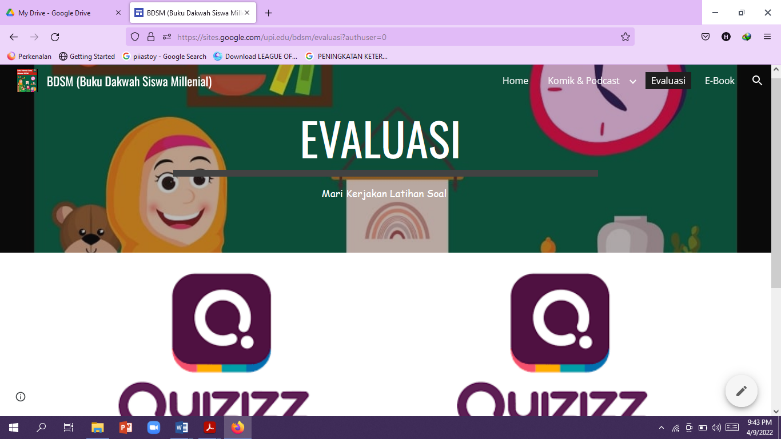 My Drive - Google Drive
BDSM (Buku Dakwah Siswa Mil
https://sites.google.com/upi.edu/bdsm/evaluasi?authuser=0
Perkenalan
Getting Started
piiastoy - Google Search
Download LEAGUE OF...
PENINGKATAN KETER...
BDSM (Buku Dakwah Siswa Millenial)
Home
Komik & Podcast
Evaluasi
E-Book
EVALUASI
Mari Kerjakan Latihan Soal
Quizizz
Quizizz
9:43 PM
4/9/2022